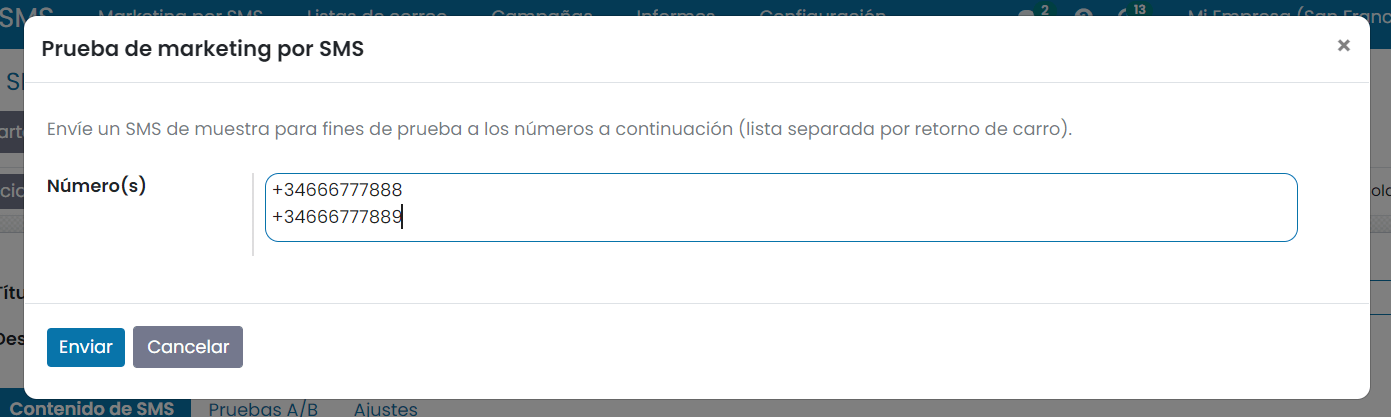 SMS Marketing por SMS Listas de correo Campañas Informes Configuración 2 13 Mi Empresa (San Franc
Prueba de marketing por SMS ×
Envíe un SMS de muestra para fines de prueba a los números a continuación (lista separada por retorno de carro).
Número(s)
+34666777888
+34666777889
Títu
Des
Enviar Cancelar
Contenido de SMS Pruebas A/B Ajustes